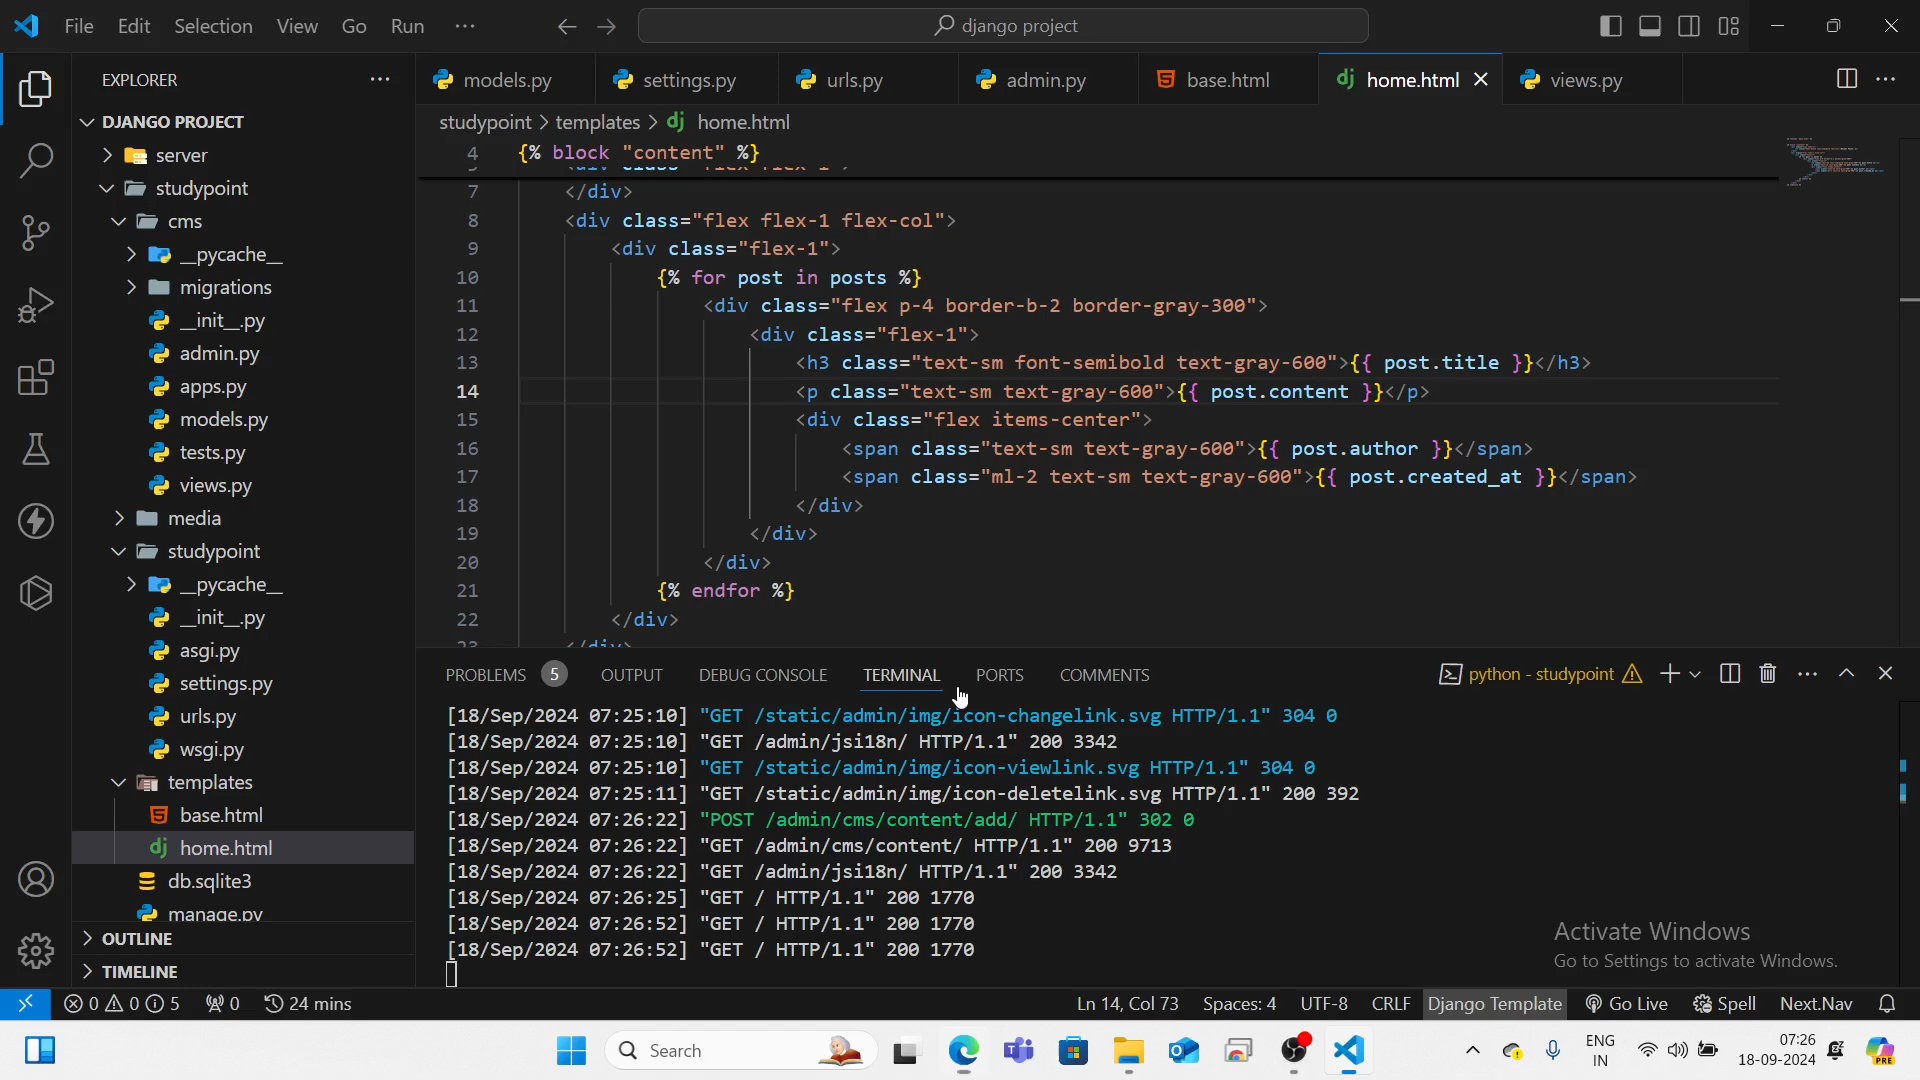 File Edit Selection View Go Run ··· django project
EXPLORER ···
DJANGO PROJECT
server
studypoint
cms
__pycache__
migrations
__init__.py
admin.py
apps.py
models.py
tests.py
views.py
media
studypoint
__pycache__
__init__.py
asgi.py
settings.py
urls.py
wsgi.py
templates
base.html
home.html
db.sqlite3
manage.py
OUTLINE
TIMELINE
models.py settings.py urls.py admin.py base.html home.html views.py
studypoint > templates > home.html
4 {% block "content" %}
7 </div>
8 <div class="flex flex-1 flex-col">
9 <div class="flex-1">
10 {% for post in posts %}
11 <div class="flex p-4 border-b-2 border-gray-300">
12 <div class="flex-1">
13 <h3 class="text-sm font-semibold text-gray-600">{{ post.title }}</h3>
14 <p class="text-sm text-gray-600">{{ post.content }}</p>
15 <div class="flex items-center">
16 <span class="text-sm text-gray-600">{{ post.author }}</span>
17 <span class="ml-2 text-sm text-gray-600">{{ post.created_at }}</span>
18 </div>
19 </div>
20 </div>
21 {% endfor %}
22 </div>
PROBLEMS 5 OUTPUT DEBUG CONSOLE TERMINAL PORTS COMMENTS python - studypoint
[18/Sep/2024 07:25:10] "GET /static/admin/img/icon-changelink.svg HTTP/1.1" 304 0
[18/Sep/2024 07:25:10] "GET /admin/jsi18n/ HTTP/1.1" 200 3342
[18/Sep/2024 07:25:10] "GET /static/admin/img/icon-viewlink.svg HTTP/1.1" 304 0
[18/Sep/2024 07:25:11] "GET /static/admin/img/icon-deletelink.svg HTTP/1.1" 200 392
[18/Sep/2024 07:26:22] "POST /admin/cms/content/add/ HTTP/1.1" 302 0
[18/Sep/2024 07:26:22] "GET /admin/cms/content/ HTTP/1.1" 200 9713
[18/Sep/2024 07:26:22] "GET /admin/jsi18n/ HTTP/1.1" 200 3342
[18/Sep/2024 07:26:25] "GET / HTTP/1.1" 200 1770
[18/Sep/2024 07:26:52] "GET / HTTP/1.1" 200 1770
[18/Sep/2024 07:26:52] "GET / HTTP/1.1" 200 1770
Activate Windows
Go to Settings to activate Windows.
0 0 5 0 24 mins Ln 14, Col 73 Spaces: 4 UTF-8 CRLF Django Template Go Live Spell Next.Nav
Search
ENG
IN
07:26
18-09-2024
PRE